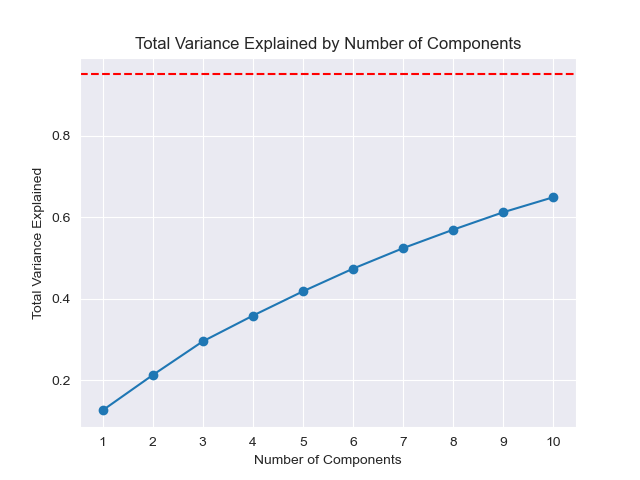 Total Variance Explained by Number of Components
Total Variance Explained
0.8
0.6
0.4
0.2
1 2 3 4 5 6 7 8 9 10
Number of Components